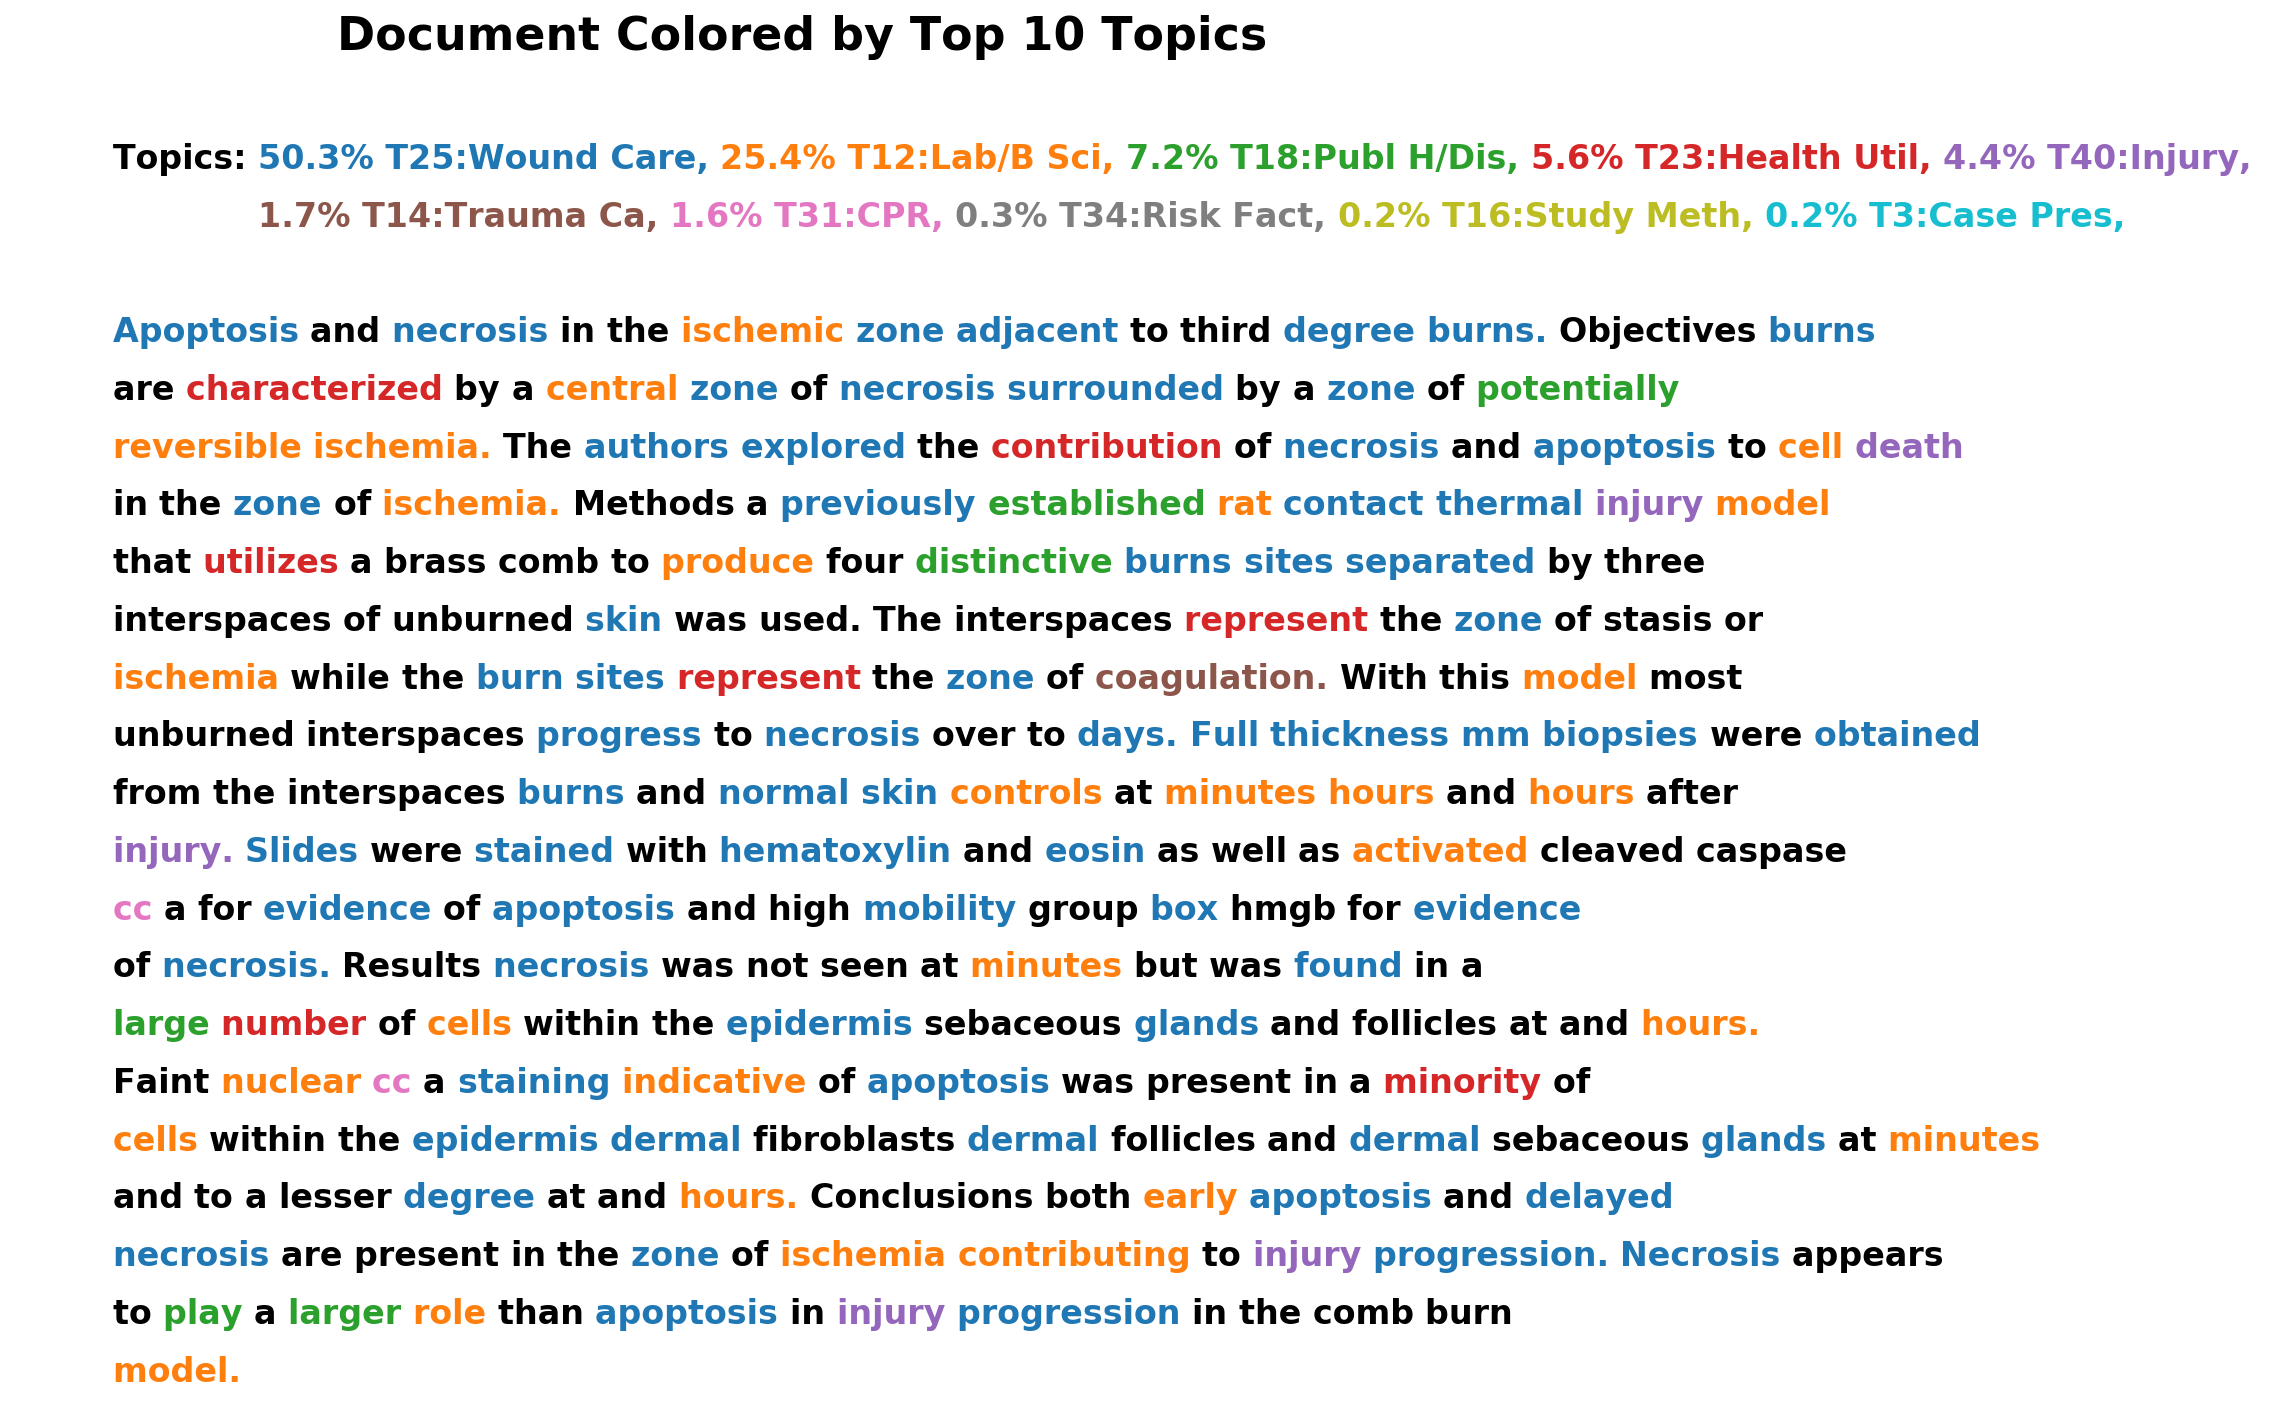 Document Colored by Top 10 Topics
Topics: 50.3% T25:Wound Care, 25.4% T12:Lab/B Sci, 7.2% T18:Publ H/Dis, 5.6% T23:Health Util, 4.4% T40:Injury,
1.7% T14:Trauma Ca, 1.6% T31:CPR, 0.3% T34:Risk Fact, 0.2% T16:Study Meth, 0.2% T3:Case Pres,
Apoptosis and necrosis in the ischemic zone adjacent to third degree burns. Objectives burns
are characterized by a central zone of necrosis surrounded by a zone of potentially
reversible ischemia. The authors explored the contribution of necrosis and apoptosis to cell death
in the zone of ischemia. Methods a previously established rat contact thermal injury model
that utilizes a brass comb to produce four distinctive burns sites separated by three
interspaces of unburned skin was used. The interspaces represent the zone of stasis or
ischemia while the burn sites represent the zone of coagulation. With this model most
unburned interspaces progress to necrosis over to days. Full thickness mm biopsies were obtained
from the interspaces burns and normal skin controls at minutes hours and hours after
injury. Slides were stained with hematoxylin and eosin as well as activated cleaved caspase
cc a for evidence of apoptosis and high mobility group box hmgb for evidence
of necrosis. Results necrosis was not seen at minutes but was found in a
large number of cells within the epidermis sebaceous glands and follicles at and hours.
Faint nuclear cc a staining indicative of apoptosis was present in a minority of
cells within the epidermis dermal fibroblasts dermal follicles and dermal sebaceous glands at minutes
and to a lesser degree at and hours. Conclusions both early apoptosis and delayed
necrosis are present in the zone of ischemia contributing to injury progression. Necrosis appears
to play a larger role than apoptosis in injury progression in the comb burn
model.